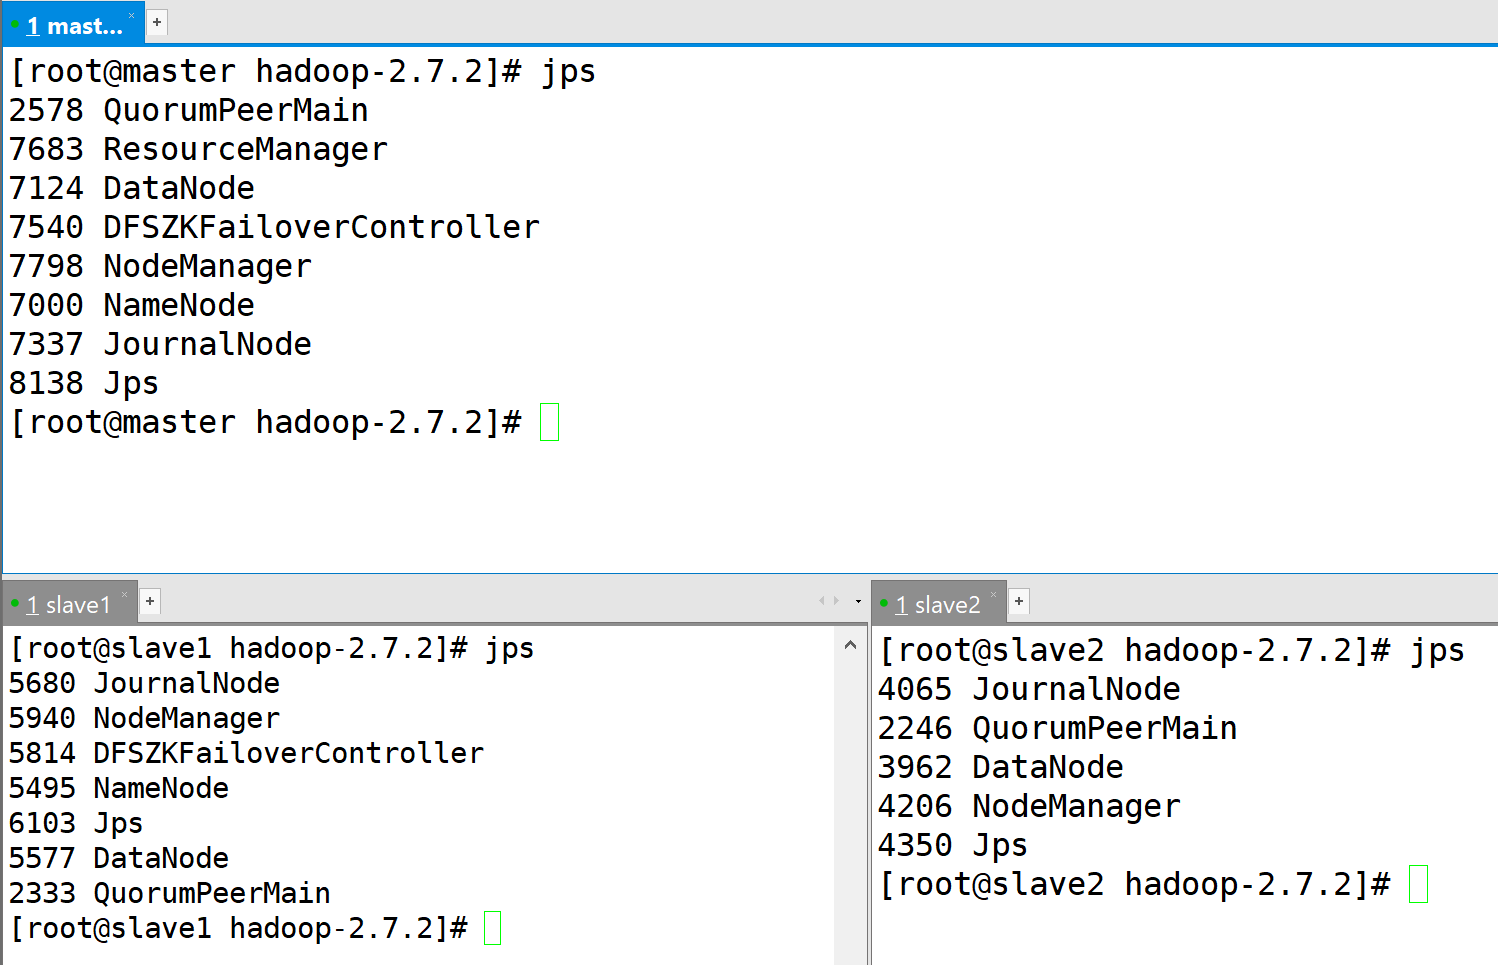 1 mast... × +
[root@master hadoop-2.7.2]# jps
2578 QuorumPeerMain
7683 ResourceManager
7124 DataNode
7540 DFSZKFailoverController
7798 NodeManager
7000 NameNode
7337 JournalNode
8138 Jps
[root@master hadoop-2.7.2]#
1 slave1 × +
[root@slave1 hadoop-2.7.2]# jps
5680 JournalNode
5940 NodeManager
5814 DFSZKFailoverController
5495 NameNode
6103 Jps
5577 DataNode
2333 QuorumPeerMain
[root@slave1 hadoop-2.7.2]#
1 slave2 × +
[root@slave2 hadoop-2.7.2]# jps
4065 JournalNode
2246 QuorumPeerMain
3962 DataNode
4206 NodeManager
4350 Jps
[root@slave2 hadoop-2.7.2]#